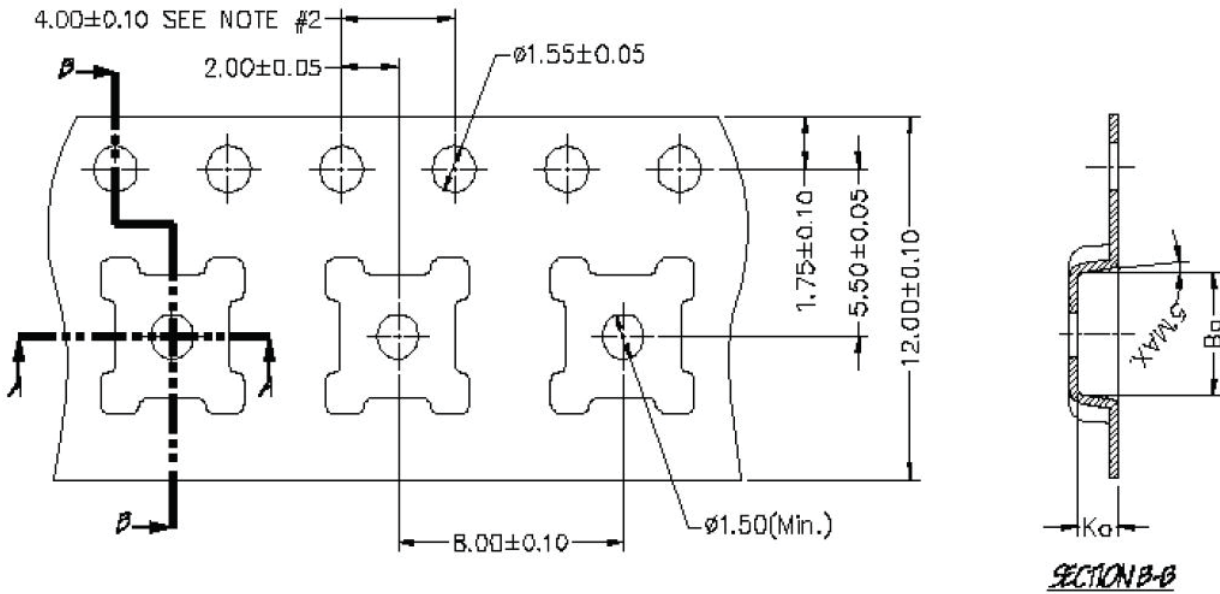 4.00±0.10 SEE NOTE #2
B
2.00±0.05
ø1.55±0.05
1.75±0.10
5.50±0.05
12.00±0.10
5°MAX.
Bo
B
8.00±0.10
ø1.50(Min.)
Ko
SECTION B-B